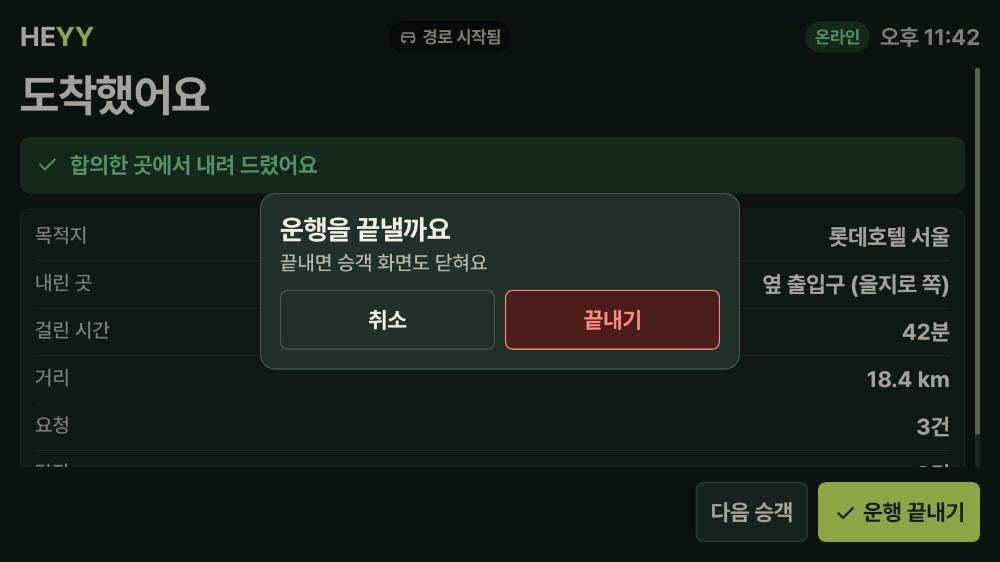 HEYY
경로 시작됨
온라인 오후 11:42
도착했어요
합의한 곳에서 내려 드렸어요
목적지 롯데호텔 서울
내린 곳 옆 출입구 (을지로 쪽)
걸린 시간 42분
거리 18.4 km
요청 3건
운행을 끝낼까요
끝내면 승객 화면도 닫혀요
취소 끝내기
다음 승객 운행 끝내기